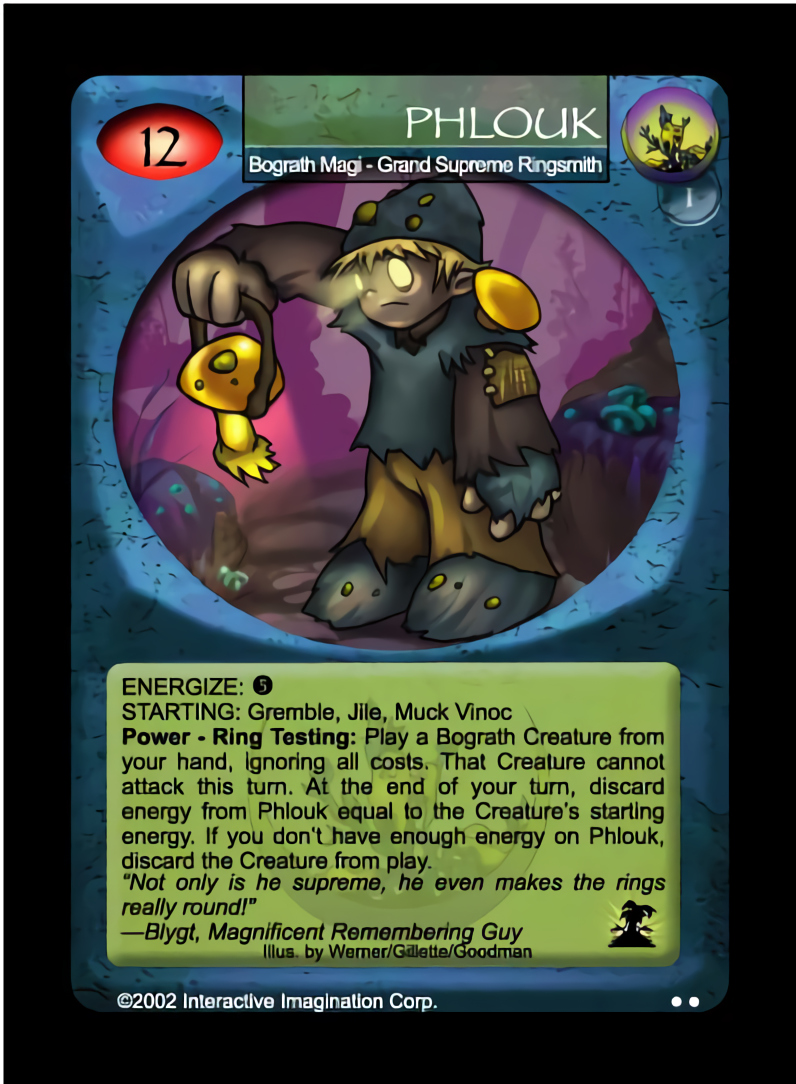 12
PHLOUK
Bograth Magi - Grand Supreme Ringsmith
1
ENERGIZE: ❺
STARTING: Gremble, Jile, Muck Vinoc
Power - Ring Testing: Play a Bograth Creature from
your hand, ignoring all costs. That Creature cannot
attack this turn. At the end of your turn, discard
energy from Phlouk equal to the Creature's starting
energy. If you don't have enough energy on Phlouk,
discard the Creature from play.
"Not only is he supreme, he even makes the rings
really round!"
—Blygt, Magnificent Remembering Guy
Illus. by Werner/Gillette/Goodman
©2002 Interactive Imagination Corp.